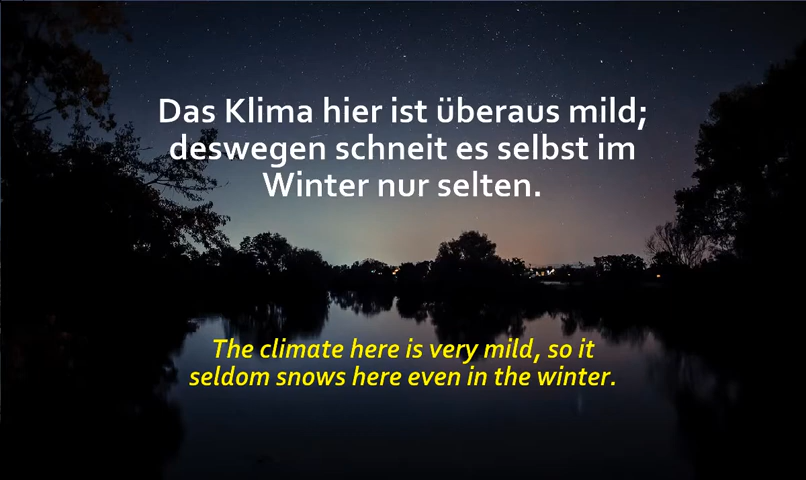 Das Klima hier ist überaus mild;
deswegen schneit es selbst im
Winter nur selten.
The climate here is very mild, so it
seldom snows here even in the winter.